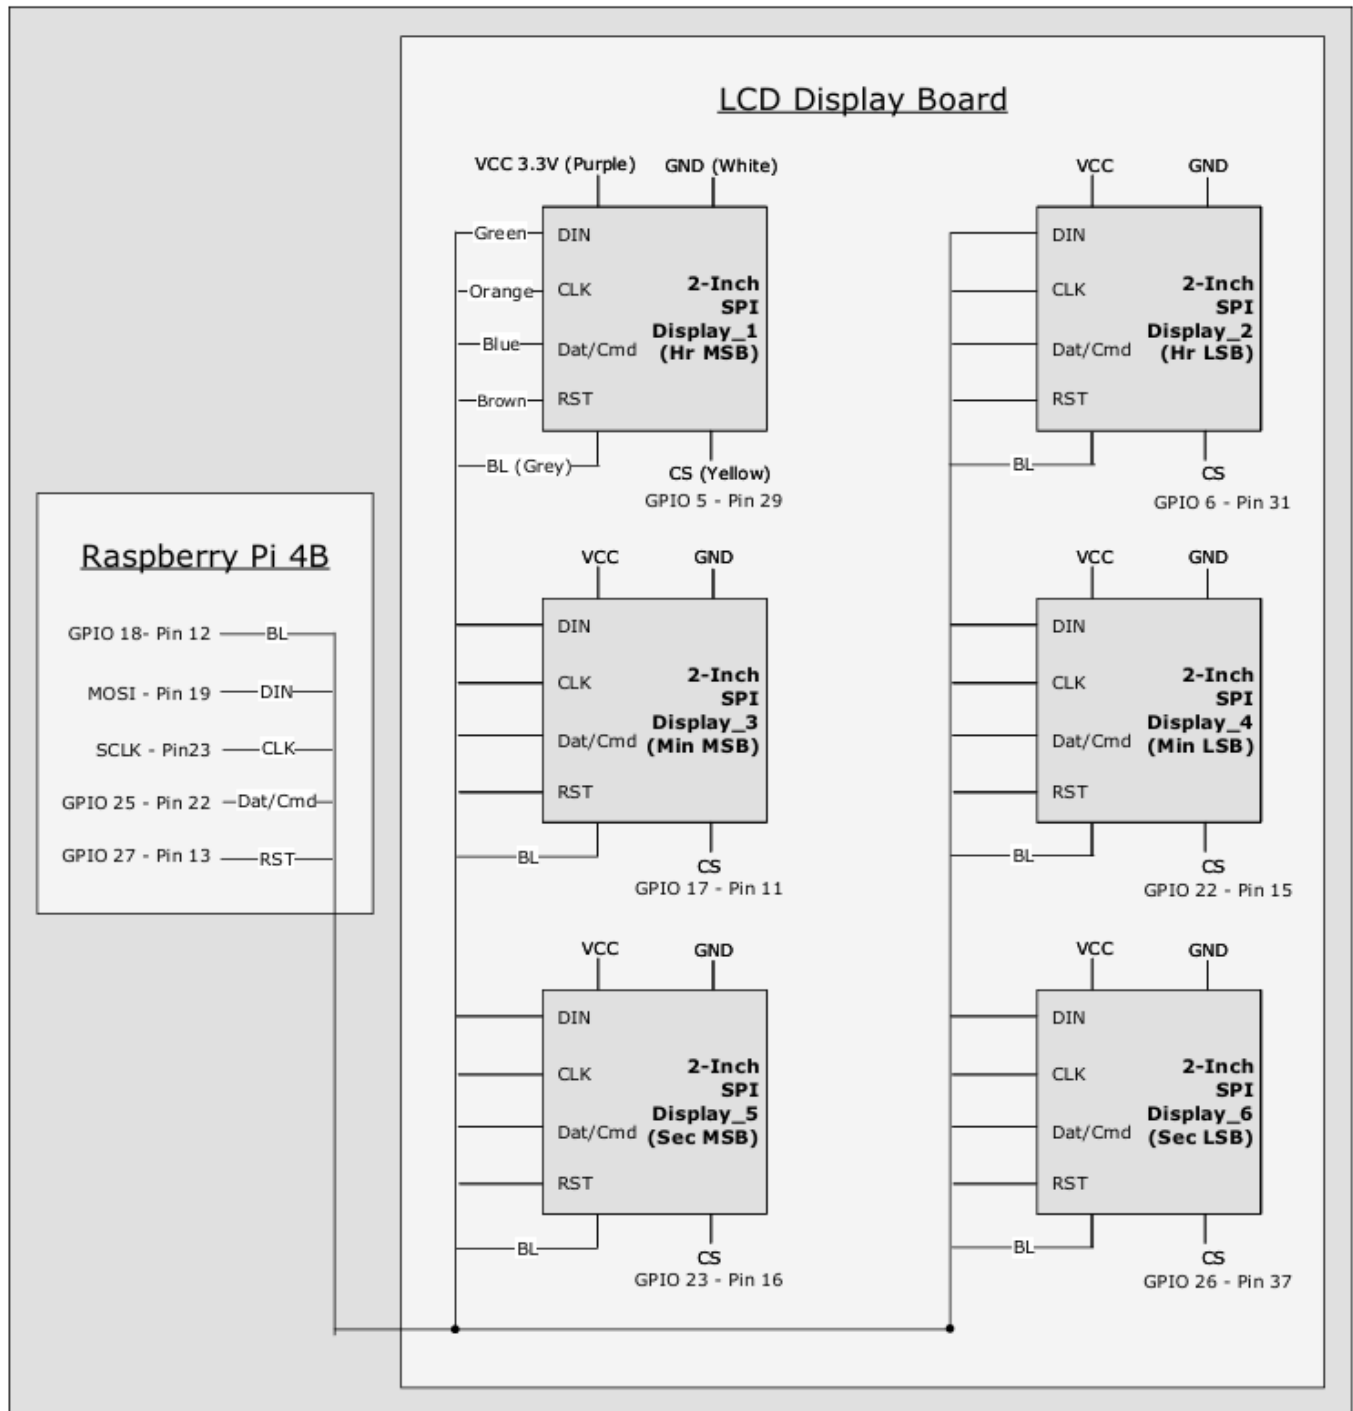 LCD Display Board
VCC 3.3V (Purple)
GND (White)
Green
DIN
Orange
CLK
Blue
Dat/Cmd
Brown
RST
2-Inch
SPI
Display_1
(Hr MSB)
BL (Grey)
CS (Yellow)
GPIO 5 - Pin 29
VCC
GND
DIN
CLK
Dat/Cmd
RST
2-Inch
SPI
Display_2
(Hr LSB)
BL
CS
GPIO 6 - Pin 31
Raspberry Pi 4B
GPIO 18- Pin 12
BL
MOSI - Pin 19
DIN
SCLK - Pin23
CLK
GPIO 25 - Pin 22
Dat/Cmd
GPIO 27 - Pin 13
RST
VCC
GND
DIN
CLK
Dat/Cmd
RST
2-Inch
SPI
Display_3
(Min MSB)
BL
CS
GPIO 17 - Pin 11
VCC
GND
DIN
CLK
Dat/Cmd
RST
2-Inch
SPI
Display_4
(Min LSB)
BL
CS
GPIO 22 - Pin 15
VCC
GND
DIN
CLK
Dat/Cmd
RST
2-Inch
SPI
Display_5
(Sec MSB)
BL
CS
GPIO 23 - Pin 16
VCC
GND
DIN
CLK
Dat/Cmd
RST
2-Inch
SPI
Display_6
(Sec LSB)
BL
CS
GPIO 26 - Pin 37